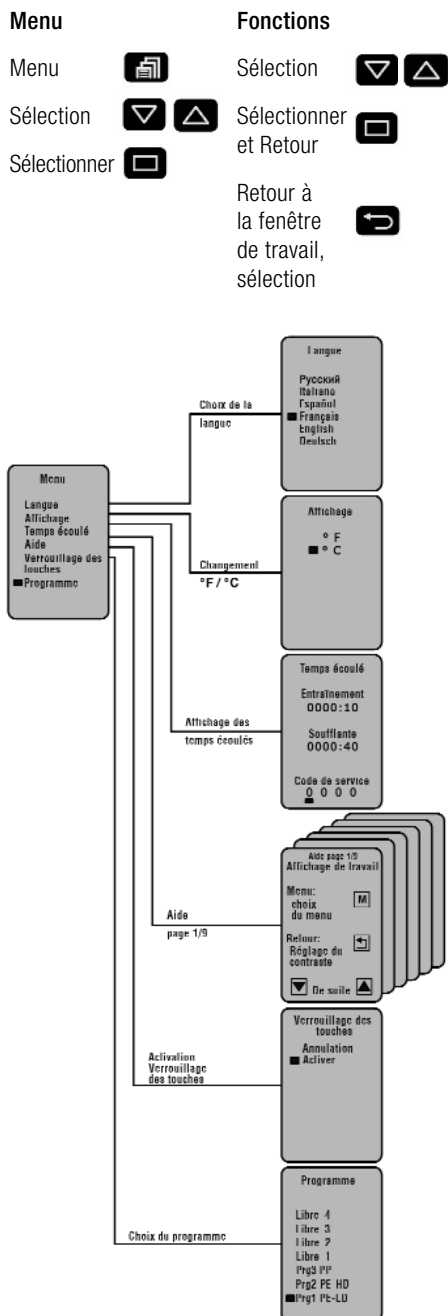 Menu
Menu
Sélection
Sélectionner
Fonctions
Sélection
Sélectionner
et Retour
Retour à
la fenêtre
de travail,
sélection
Menu
Langue
Affichage
Temps écoulé
Aide
Verrouillage des
touches
Programme
Choix de la
langue
Langue
Русский
Italiano
Español
Français
English
Deutsch
Changement
°F / °C
Affichage
° F
° C
Affichage des
temps écoulés
Temps écoulé
Entraînement
0000:10
Soufflante
0000:40
Code de service
0 0 0 0
Aide
page 1/9
Aide page 1/9
Affichage de travail
Menu:
choix
du menu
M
Retour:
Réglage du
contraste
De suite
Activation
Verrouillage
des touches
Verrouillage des
touches
Annulation
Activer
Choix du programme
Programme
Libre 4
Libre 3
Libre 2
Libre 1
Prg3 PP
Prg2 PE HD
Prg1 PE-LD